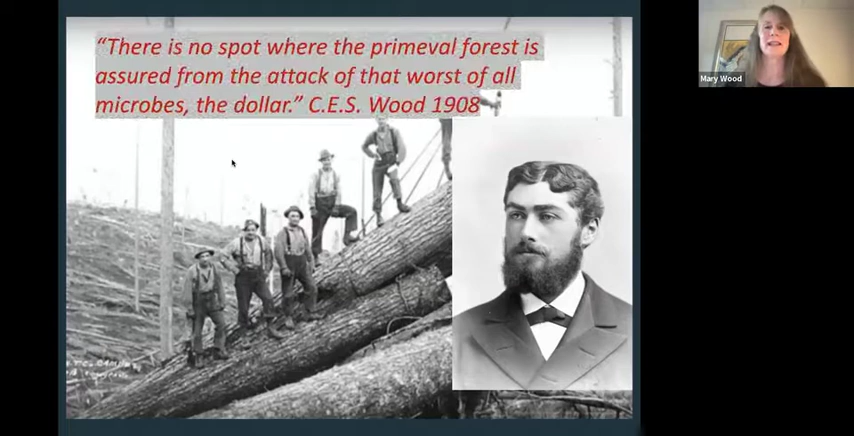 “There is no spot where the primeval forest is
assured from the attack of that worst of all
microbes, the dollar.” C.E.S. Wood 1908
Mary Wood